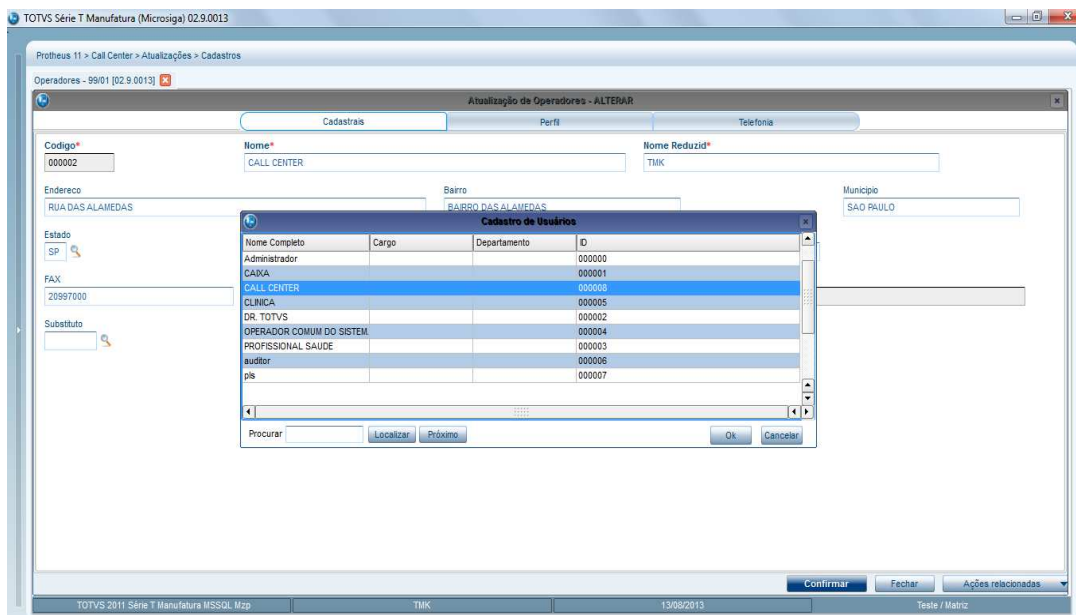 TOTVS Série T Manufatura (Microsiga) 02.9.0013
Protheus 11 > Call Center > Atualizações > Cadastros
Operadores - 99/01 [02.9.0013]
Atualização de Operadores - ALTERAR
Cadastrais Perfil Telefonia
Codigo* Nome* Nome Reduzid*
000002 CALL CENTER TMK
Endereco Bairro Municipio
RUA DAS ALAMEDAS BAIRRO DAS ALAMEDAS SAO PAULO
Cadastro de Usuários
Estado
SP
Nome Completo Cargo Departamento ID
Administrador 000000
CAIXA 000001
FAX
CALL CENTER 000008
20997000
CLINICA 000005
DR. TOTVS 000002
Substituto
OPERADOR COMUM DO SISTEM. 000004
PROFISSIONAL SAUDE 000003
auditor 000006
pls 000007
Procurar Localizar Próximo Ok Cancelar
Confirmar Fechar Ações relacionadas
TOTVS 2011 Série T Manufatura MSSQL Mzp TMK 13/08/2013 Teste / Matriz